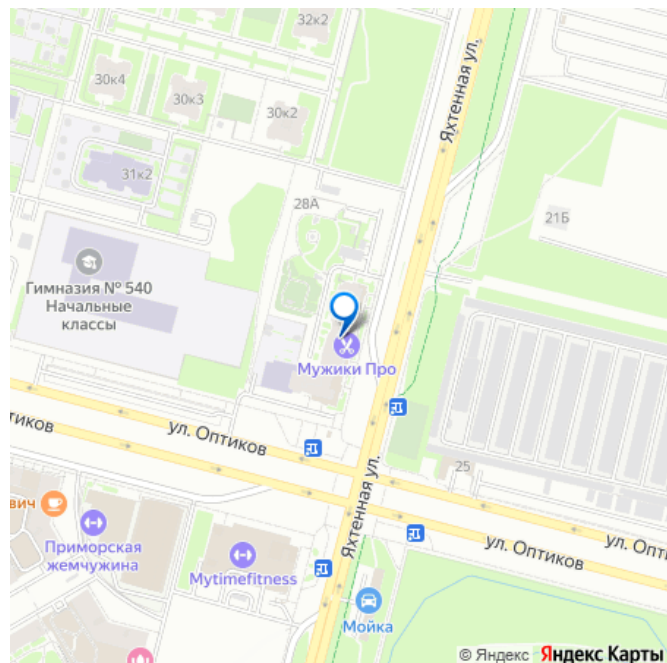 32к2
30к4
30к3
30к2
Яхтенная ул.
31к2
28А
21Б
Гимназия № 540
Начальные
классы
Мужики Про
ул. Оптиков
тиков
25
Яхтенная ул.
ул. Оптиков
ул. Опти
вич
Приморская
жемчужина
Mytimefitness
Мойка
© Яндекс Яндекс Карты